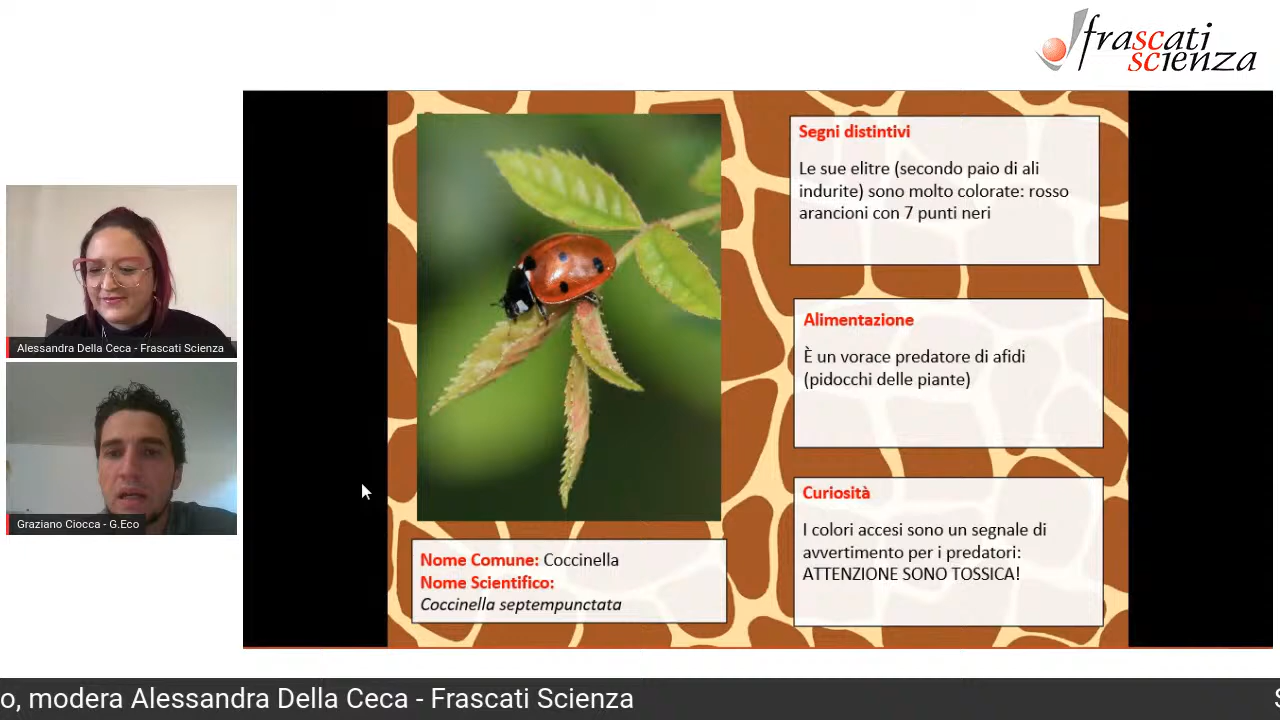 frascati
scienza
Segni distintivi
Le sue elitre (secondo paio di ali
indurite) sono molto colorate: rosso
arancioni con 7 punti neri
Alimentazione
È un vorace predatore di afidi
(pidocchi delle piante)
Curiosità
I colori accesi sono un segnale di
avvertimento per i predatori:
ATTENZIONE SONO TOSSICA!
Nome Comune: Coccinella
Nome Scientifico:
Coccinella septempunctata
Alessandra Della Ceca - Frascati Scienza
Graziano Ciocca - G.Eco
o, modera Alessandra Della Ceca - Frascati Scienza